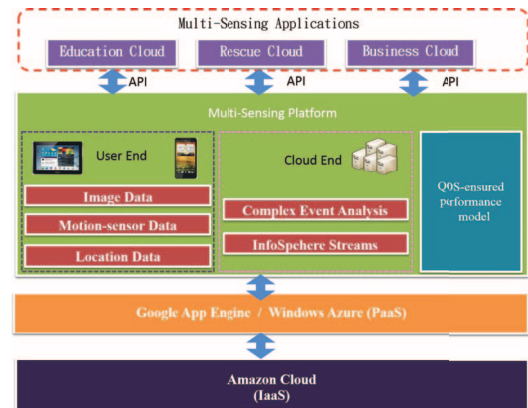 Multi-Sensing Applications
Education Cloud
Rescue Cloud
Business Cloud
API
API
API
Multi-Sensing Platform
User End
Image Data
Motion-sensor Data
Location Data
Cloud End
Complex Event Analysis
InfoSpchere Streams
Q0S-ensured
performance
model
Google App Engine / Windows Azure (PaaS)
Amazon Cloud
(IaaS)